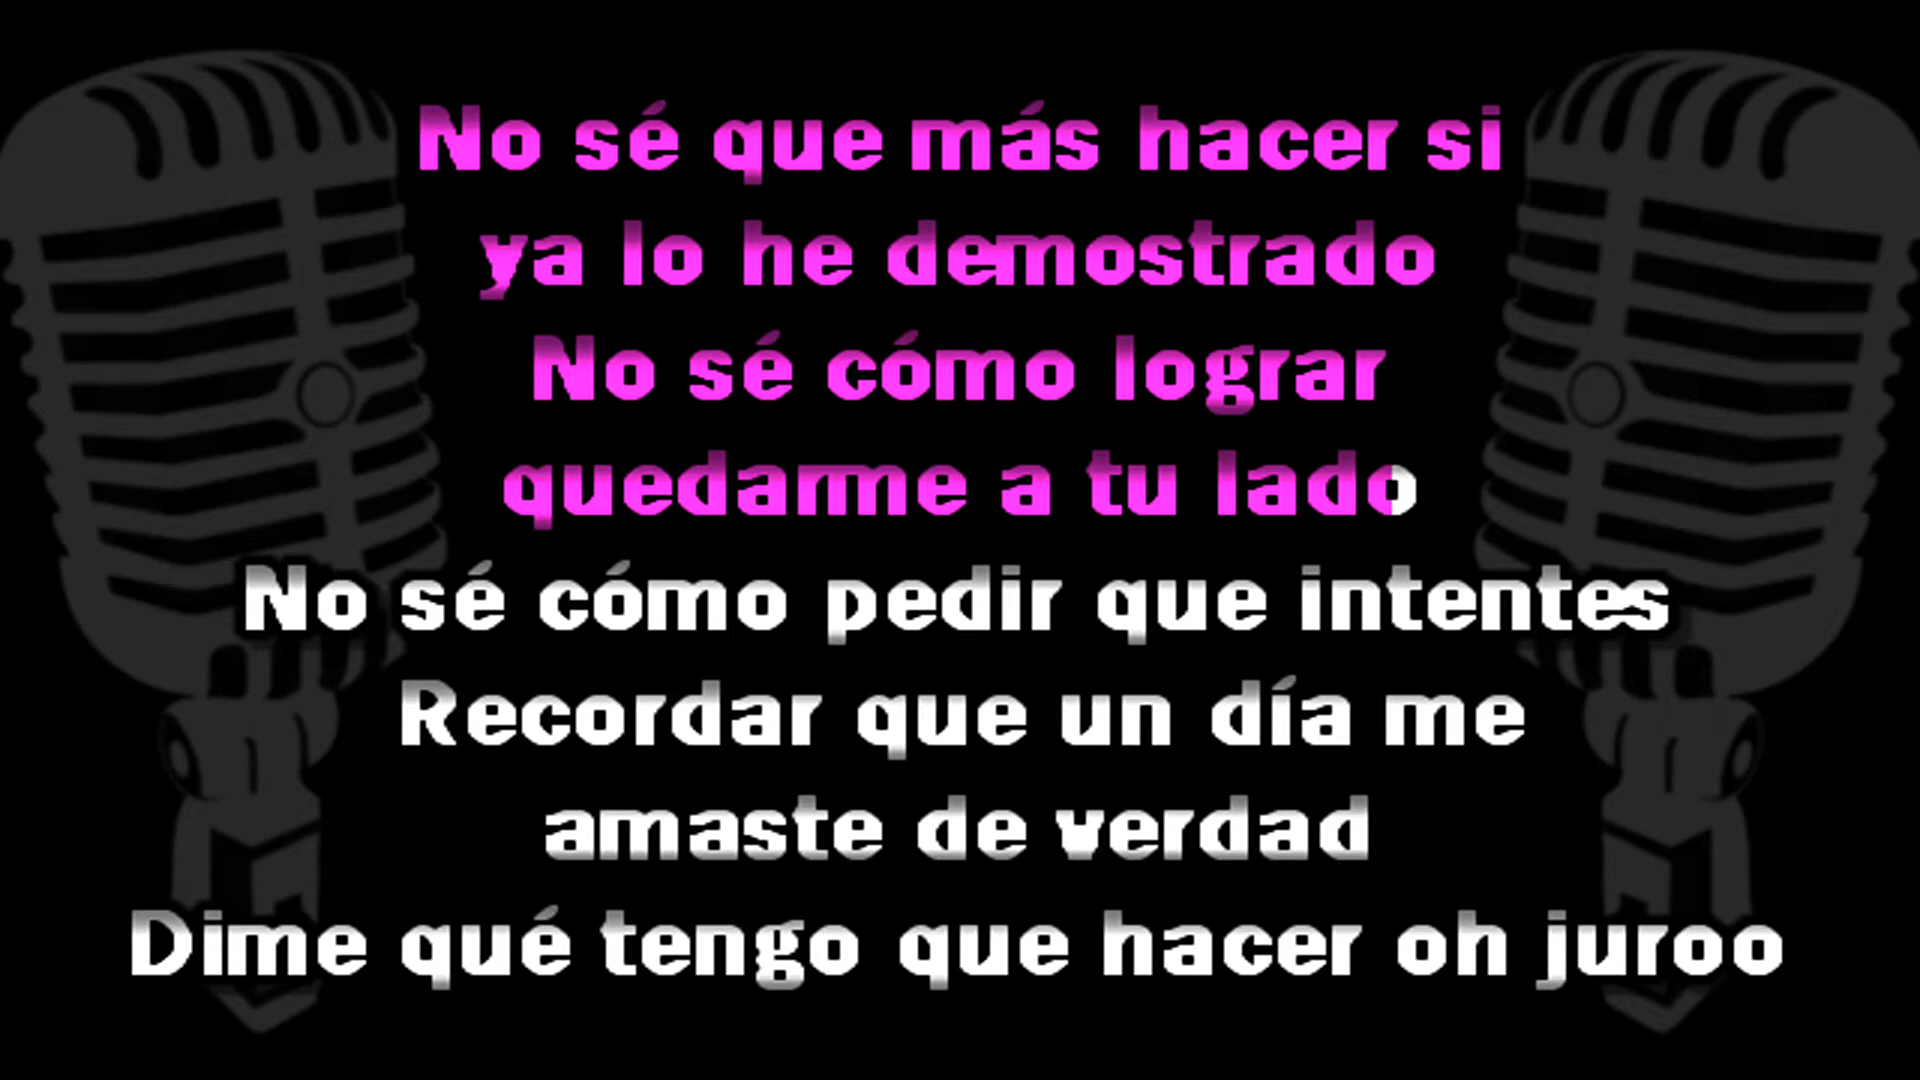 No sé que más hacer si
ya lo he demostrado
No sé cómo lograr
quedarme a tu lado
No sé cómo pedir que intentes
Recordar que un día me
amaste de verdad
Dime qué tengo que hacer oh juroo